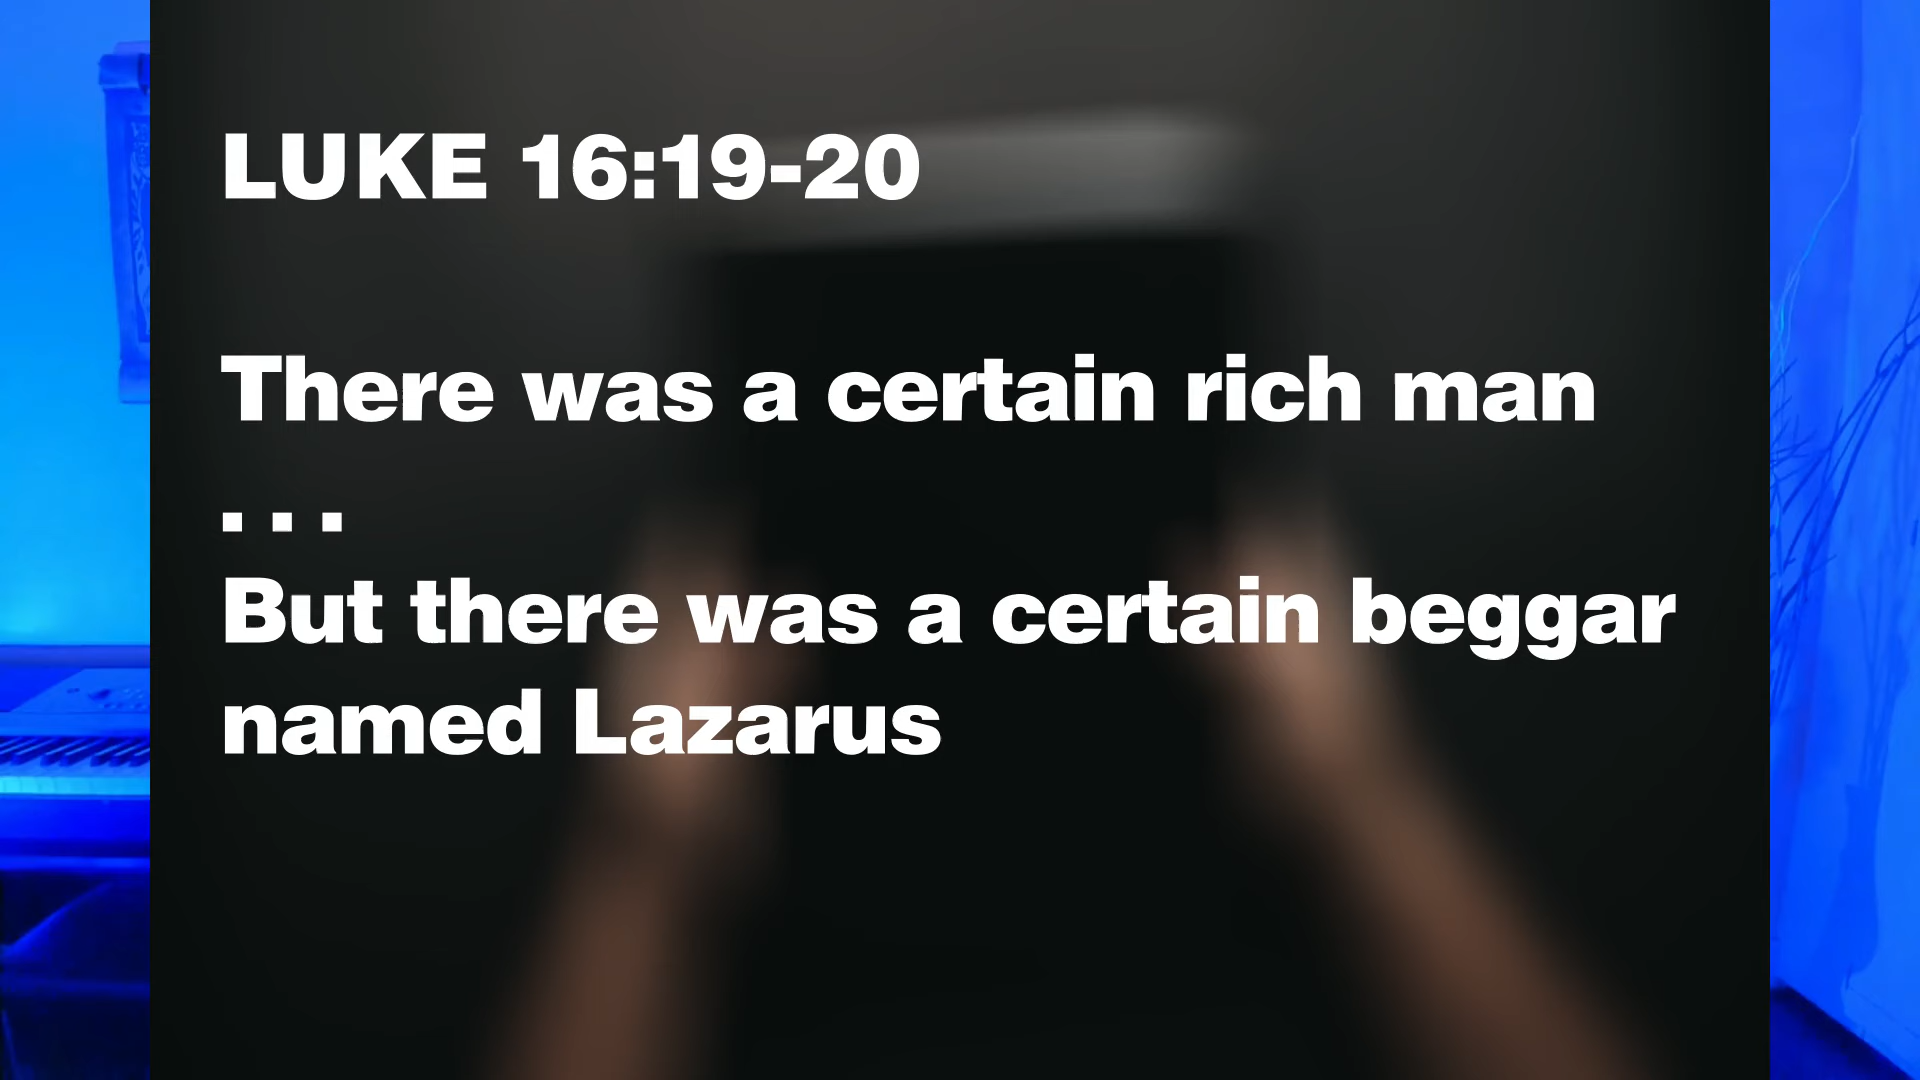 LUKE 16:19-20
There was a certain rich man
. . .
But there was a certain beggar
named Lazarus